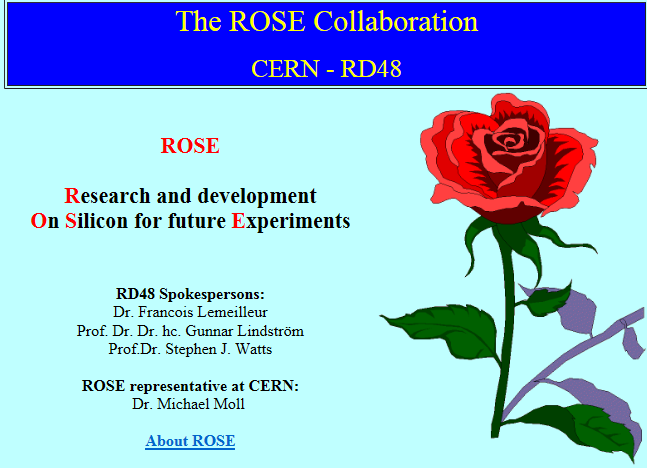 The ROSE Collaboration
CERN - RD48
ROSE
Research and development
On Silicon for future Experiments
RD48 Spokespersons:
Dr. Francois Lemeilleur
Prof. Dr. Dr. hc. Gunnar Lindström
Prof.Dr. Stephen J. Watts
ROSE representative at CERN:
Dr. Michael Moll
About ROSE